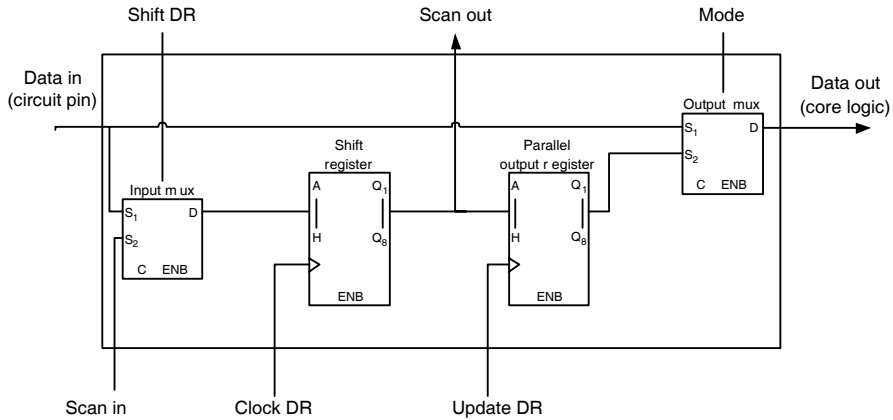 Shift DR
Scan out
Mode
Data in
(circuit pin)
Data out
(core logic)
Output mux
S1
D
S2
C ENB
Shift
register
A
Q1
H
Q8
ENB
Parallel
output r egister
A
Q1
H
Q8
ENB
Input m ux
S1
D
S2
C ENB
Scan in
Clock DR
Update DR